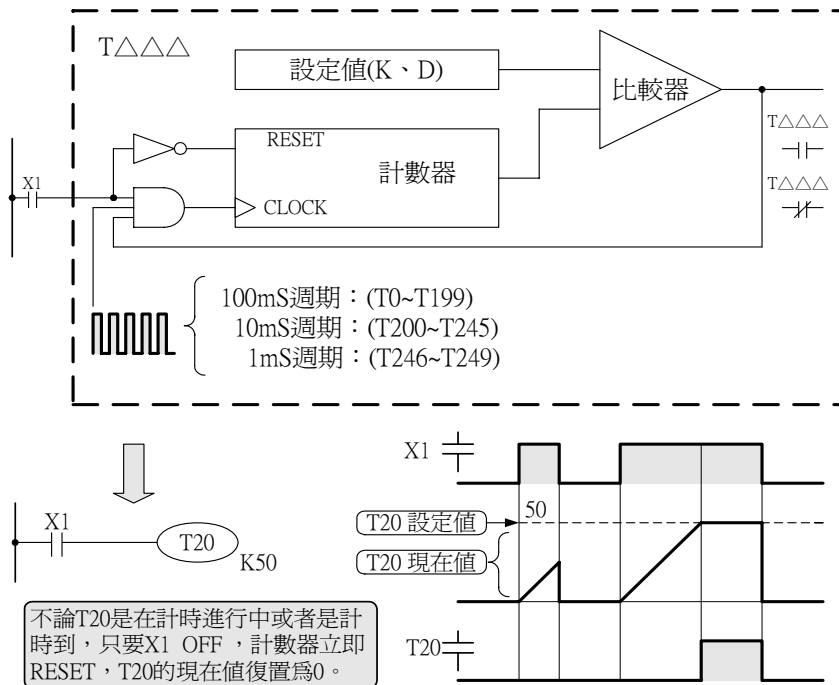 T△△△
設定值(K、D)
比較器
T△△△
T△△△
RESET
計數器
CLOCK
X1
100mS週期：(T0~T199)
10mS週期：(T200~T245)
1mS週期：(T246~T249)
X1
X1
T20
K50
T20 設定值
50
T20 現在值
T20
不論T20是在計時進行中或者是計
時到，只要X1 OFF，計數器立即
RESET，T20的現在值復置爲0。